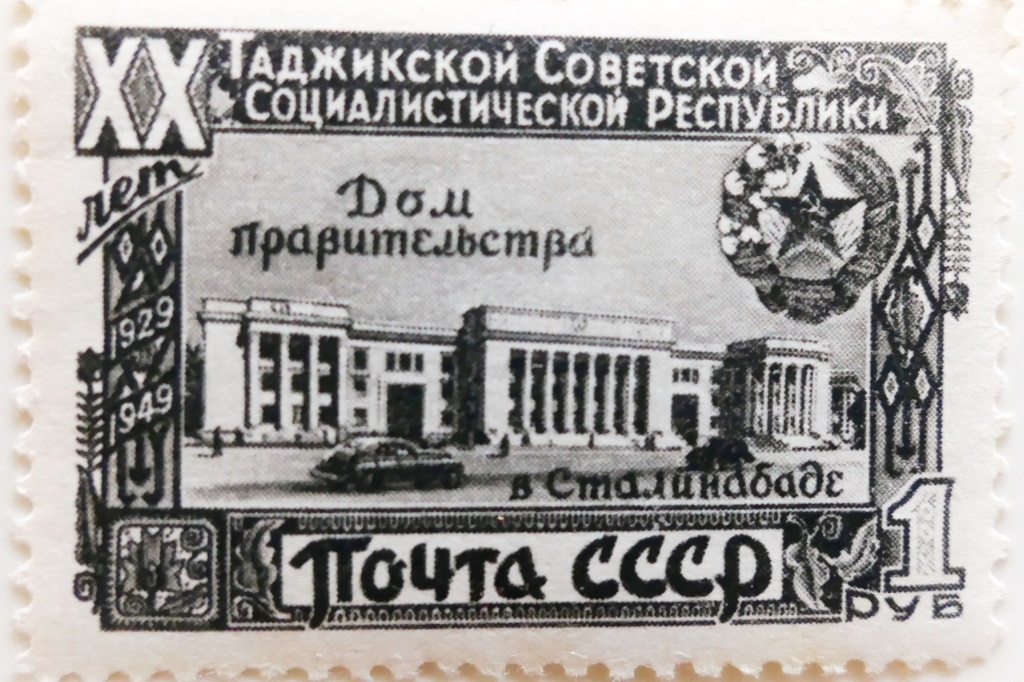 XX
лет
Таджикской Советской
Социалистической Республики
Дом
правительства
1929
1949
в Сталинабаде
Почта СССР
1
РУБ